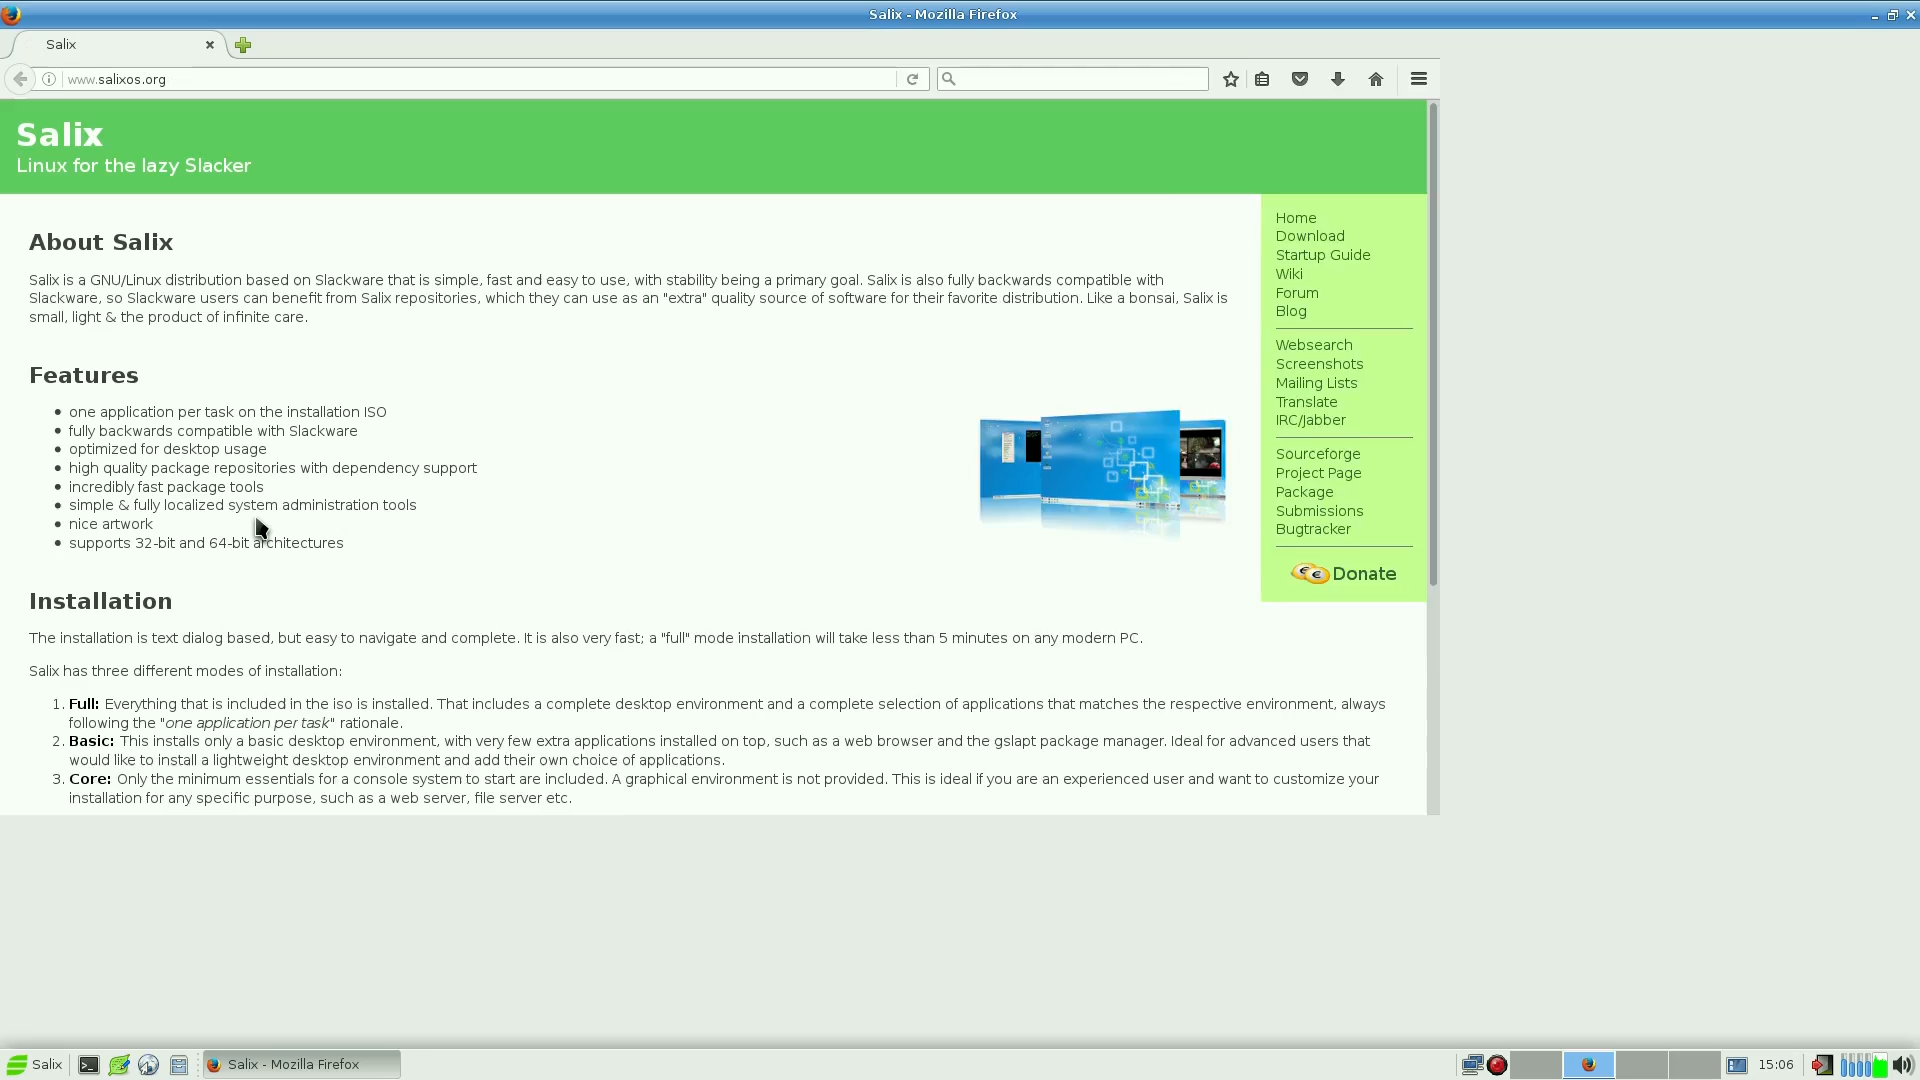 Salix - Mozilla Firefox
Salix
www.salixos.org
Salix
Linux for the lazy Slacker
About Salix
Salix is a GNU/Linux distribution based on Slackware that is simple, fast and easy to use, with stability being a primary goal. Salix is also fully backwards compatible with
Slackware, so Slackware users can benefit from Salix repositories, which they can use as an "extra" quality source of software for their favorite distribution. Like a bonsai, Salix is
small, light & the product of infinite care.
Features
• one application per task on the installation ISO
• fully backwards compatible with Slackware
• optimized for desktop usage
• high quality package repositories with dependency support
• incredibly fast package tools
• simple & fully localized system administration tools
• nice artwork
• supports 32-bit and 64-bit architectures
Installation
The installation is text dialog based, but easy to navigate and complete. It is also very fast; a "full" mode installation will take less than 5 minutes on any modern PC.
Salix has three different modes of installation:
1. Full: Everything that is included in the iso is installed. That includes a complete desktop environment and a complete selection of applications that matches the respective environment, always
following the "one application per task" rationale.
2. Basic: This installs only a basic desktop environment, with very few extra applications installed on top, such as a web browser and the gslapt package manager. Ideal for advanced users that
would like to install a lightweight desktop environment and add their own choice of applications.
3. Core: Only the minimum essentials for a console system to start are included. A graphical environment is not provided. This is ideal if you are an experienced user and want to customize your
installation for any specific purpose, such as a web server, file server etc.
Home
Download
Startup Guide
Wiki
Forum
Blog
Websearch
Screenshots
Mailing Lists
Translate
IRC/Jabber
Sourceforge
Project Page
Package
Submissions
Bugtracker
Donate
Salix
Salix - Mozilla Firefox
15:06